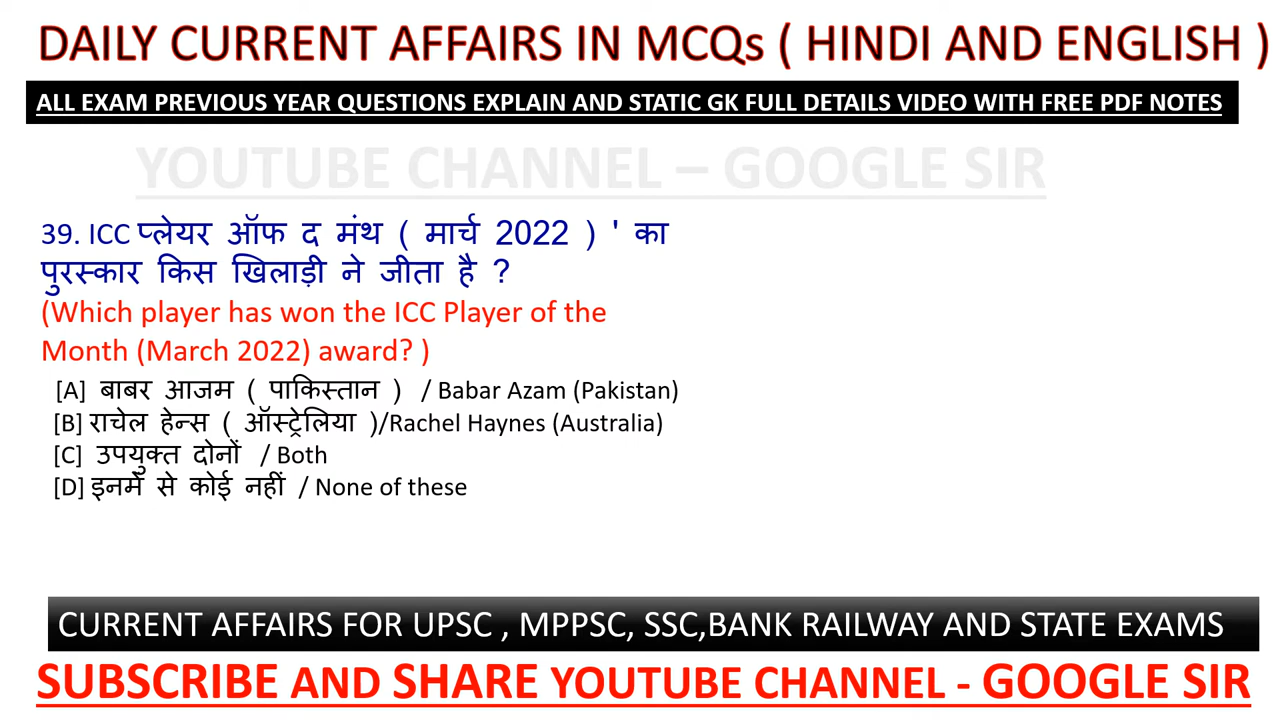 DAILY CURRENT AFFAIRS IN MCQs ( HINDI AND ENGLISH )
ALL EXAM PREVIOUS YEAR QUESTIONS EXPLAIN AND STATIC GK FULL DETAILS VIDEO WITH FREE PDF NOTES
YOUTUBE CHANNEL – GOOGLE SIR
39. ICC प्लेयर ऑफ द मंथ ( मार्च 2022 ) ' का
पुरस्कार किस खिलाड़ी ने जीता है ?
(Which player has won the ICC Player of the
Month (March 2022) award? )
[A] बाबर आजम ( पाकिस्तान ) / Babar Azam (Pakistan)
[B] राचेल हेन्स ( ऑस्ट्रेलिया )/Rachel Haynes (Australia)
[C] उपयुक्त दोनों / Both
[D] इनमें से कोई नहीं / None of these
CURRENT AFFAIRS FOR UPSC , MPPSC, SSC,BANK RAILWAY AND STATE EXAMS
SUBSCRIBE AND SHARE YOUTUBE CHANNEL - GOOGLE SIR